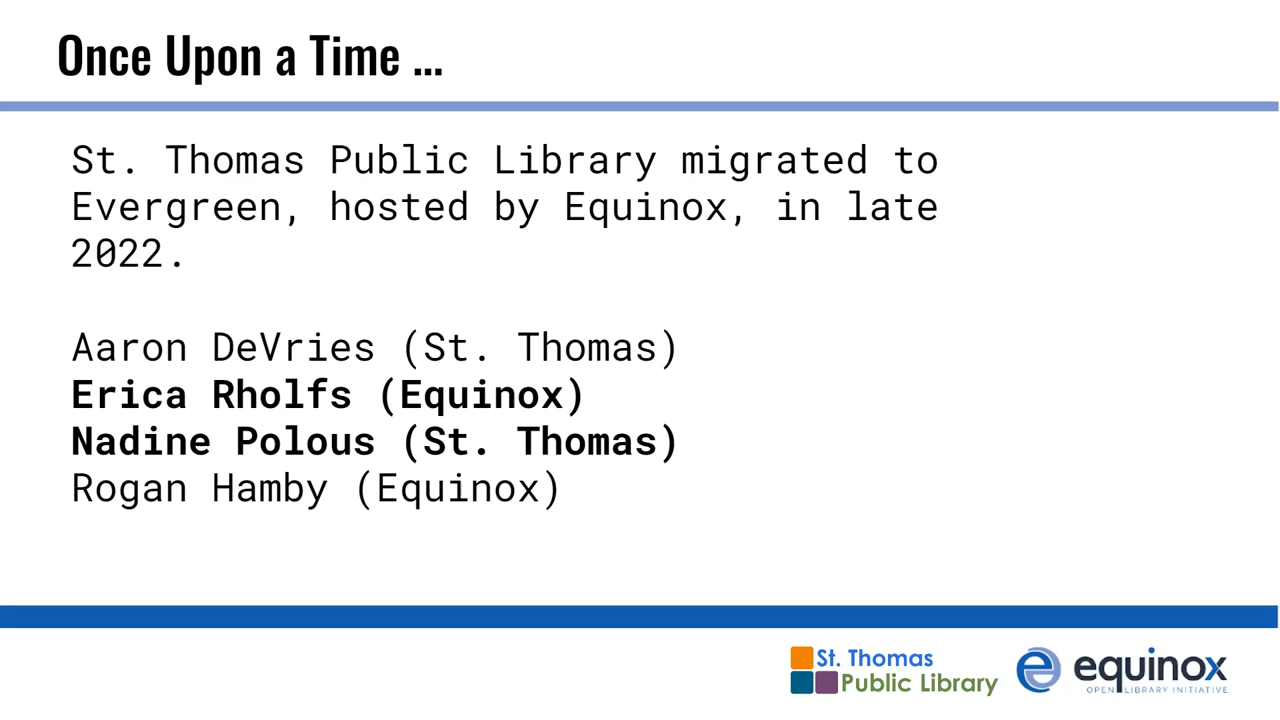 Once Upon a Time ...
St. Thomas Public Library migrated to
Evergreen, hosted by Equinox, in late
2022.
Aaron DeVries (St. Thomas)
Erica Rholfs (Equinox)
Nadine Polous (St. Thomas)
Rogan Hamby (Equinox)
St. Thomas
Public Library
equinox
OPEN LIBRARY INITIATIVE